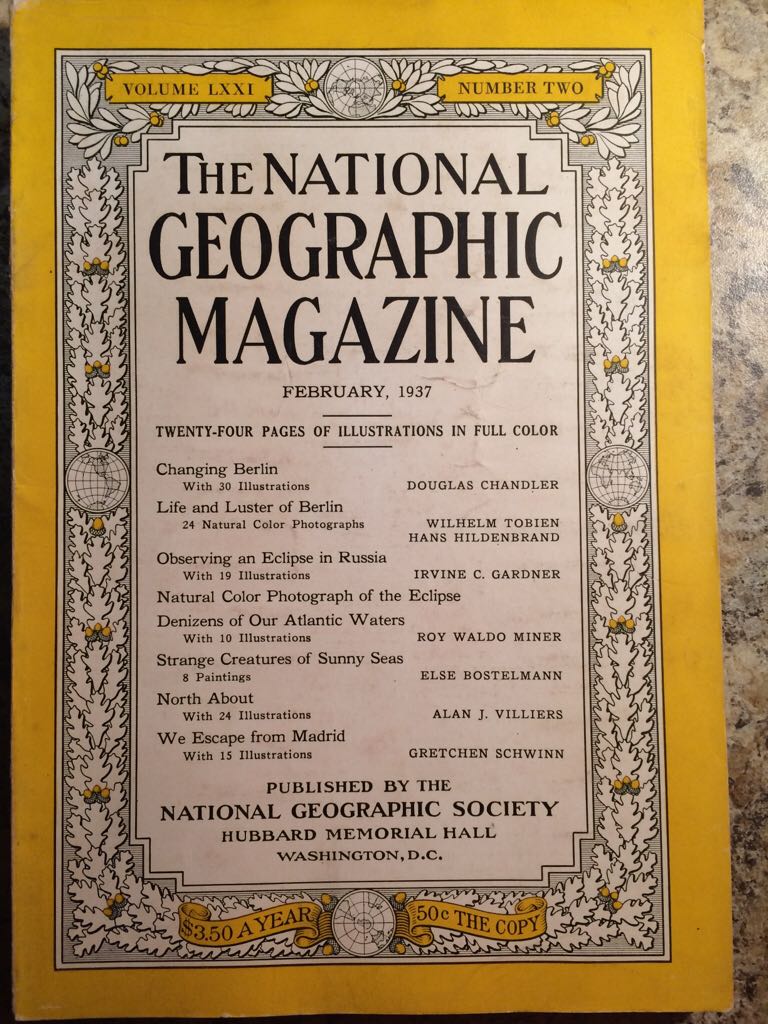 VOLUME LXXI
NUMBER TWO
THE NATIONAL
GEOGRAPHIC
MAGAZINE
FEBRUARY, 1937
TWENTY-FOUR PAGES OF ILLUSTRATIONS IN FULL COLOR
Changing Berlin
With 30 Illustrations DOUGLAS CHANDLER
Life and Luster of Berlin
24 Natural Color Photographs WILHELM TOBIEN
HANS HILDENBRAND
Observing an Eclipse in Russia
With 19 Illustrations IRVINE C. GARDNER
Natural Color Photograph of the Eclipse
Denizens of Our Atlantic Waters
With 10 Illustrations ROY WALDO MINER
Strange Creatures of Sunny Seas
8 Paintings ELSE BOSTELMANN
North About
With 24 Illustrations ALAN J. VILLIERS
We Escape from Madrid
With 15 Illustrations GRETCHEN SCHWINN
PUBLISHED BY THE
NATIONAL GEOGRAPHIC SOCIETY
HUBBARD MEMORIAL HALL
WASHINGTON, D.C.
$3.50 A YEAR
50c THE COPY